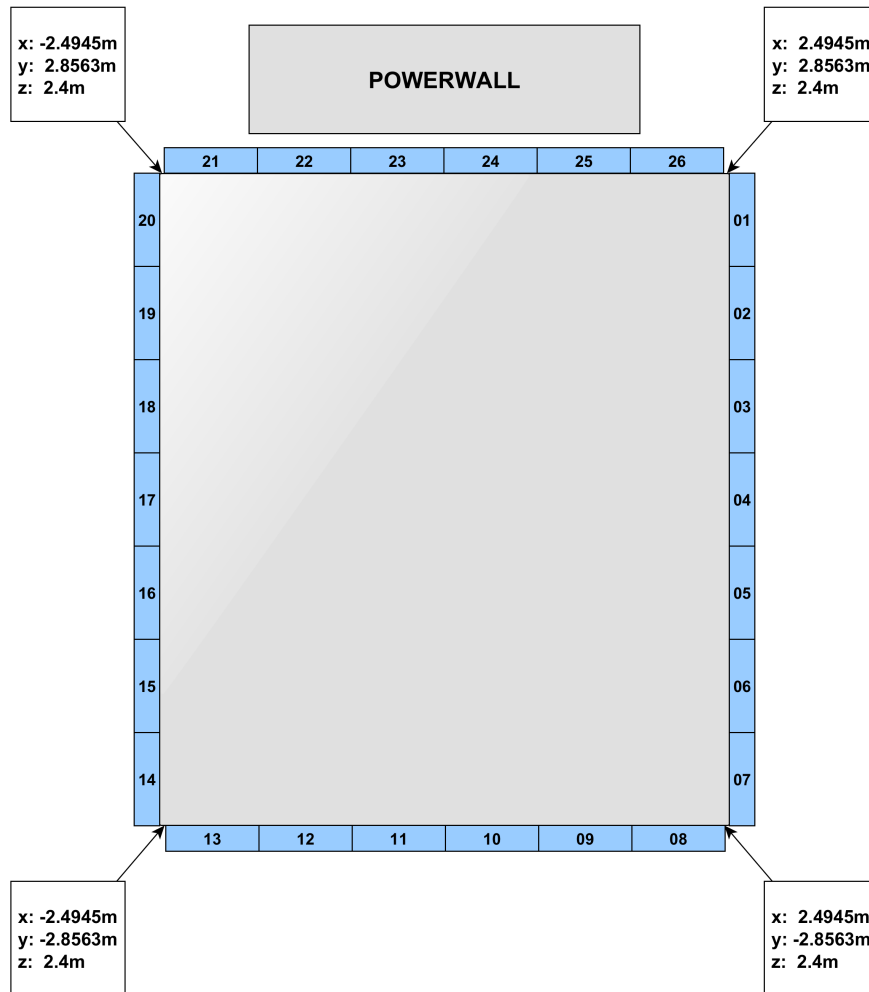 x: -2.4945m
y: 2.8563m
z: 2.4m
POWERWALL
x: 2.4945m
y: 2.8563m
z: 2.4m
21 22 23 24 25 26
20 01
19 02
18 03
17 04
16 05
15 06
14 07
13 12 11 10 09 08
x: -2.4945m
y: -2.8563m
z: 2.4m
x: 2.4945m
y: -2.8563m
z: 2.4m